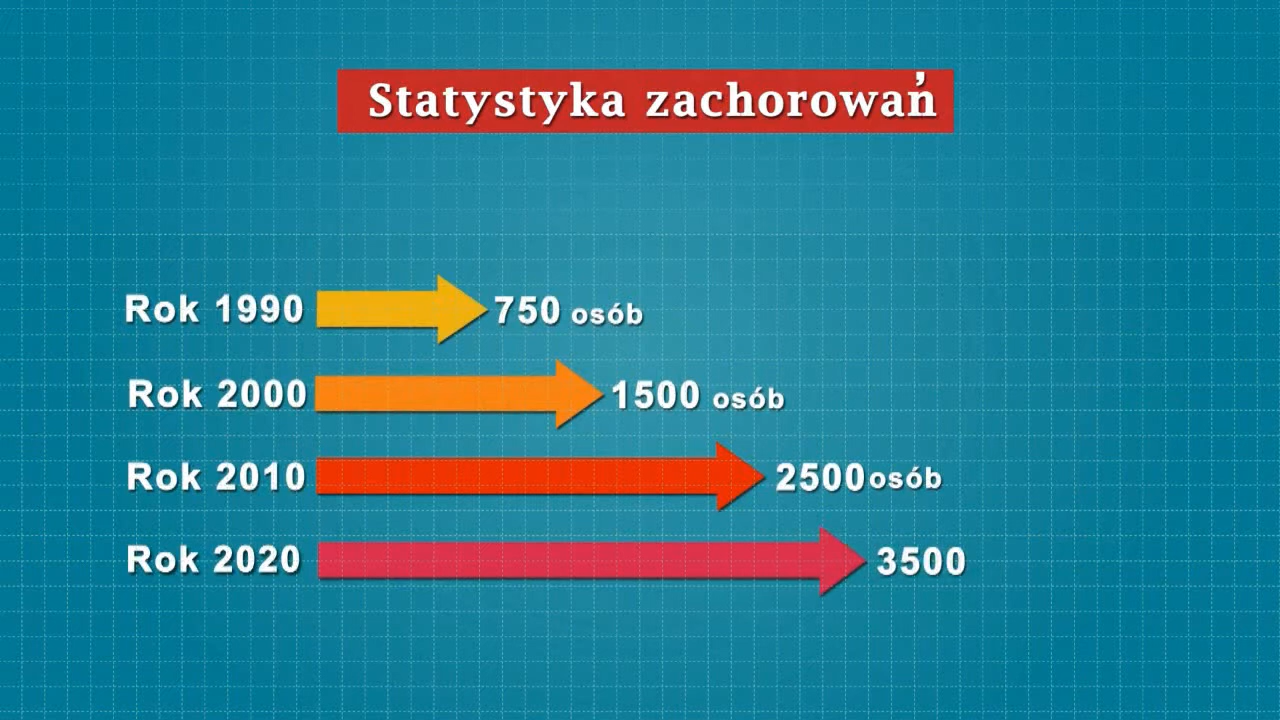 Statystyka zachorowań
Rok 1990 750 osób
Rok 2000 1500 osób
Rok 2010 2500 osób
Rok 2020 3500